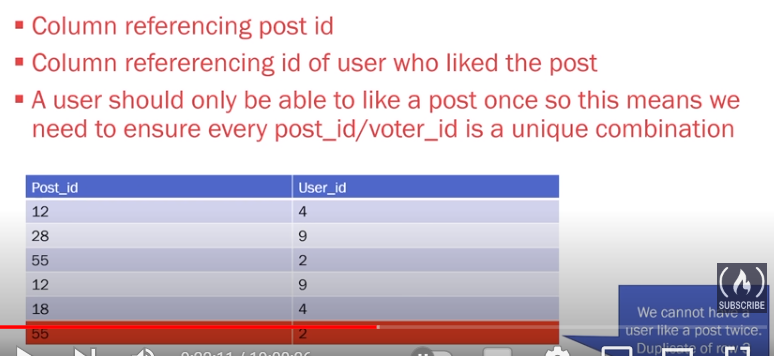 Column referencing post id
Column refererencing id of user who liked the post
A user should only be able to like a post once so this means we
need to ensure every post_id/voter_id is a unique combination
Post_id User_id
12 4
28 9
55 2
12 9
18 4
55 2
We cannot have a
user like a post twice.
Duplicate of row
SUBSCRIBE